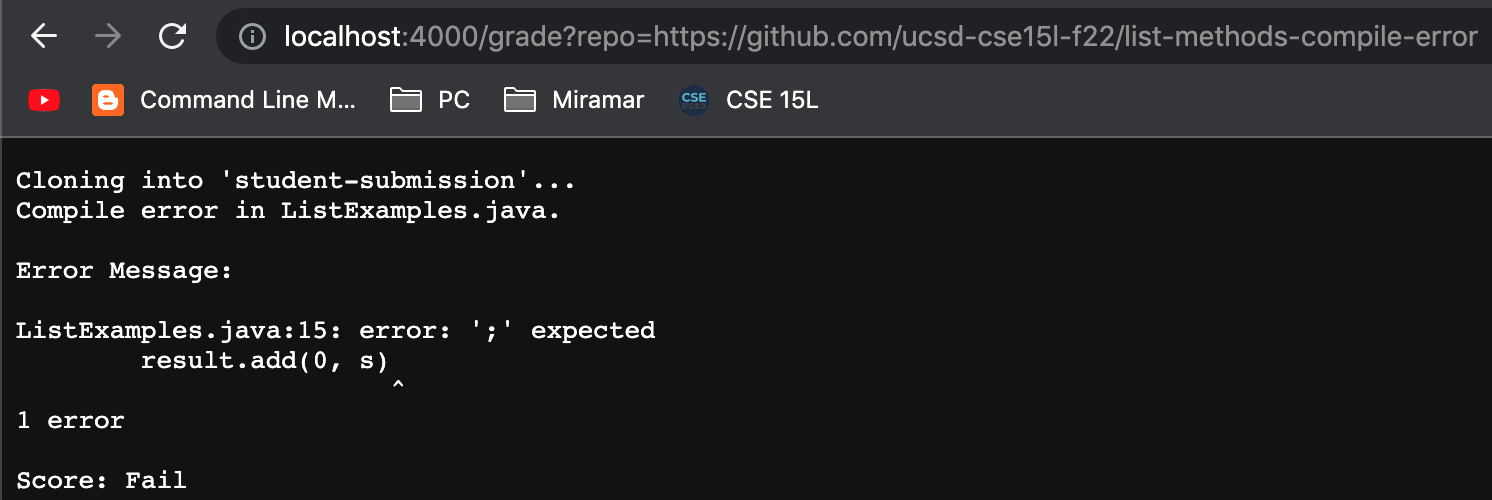 localhost:4000/grade?repo=https://github.com/ucsd-cse15l-f22/list-methods-compile-error
Command Line M... PC Miramar CSE CSE 15L
Cloning into 'student-submission'...
Compile error in ListExamples.java.
Error Message:
ListExamples.java:15: error: ';' expected
result.add(0, s)
^
1 error
Score: Fail